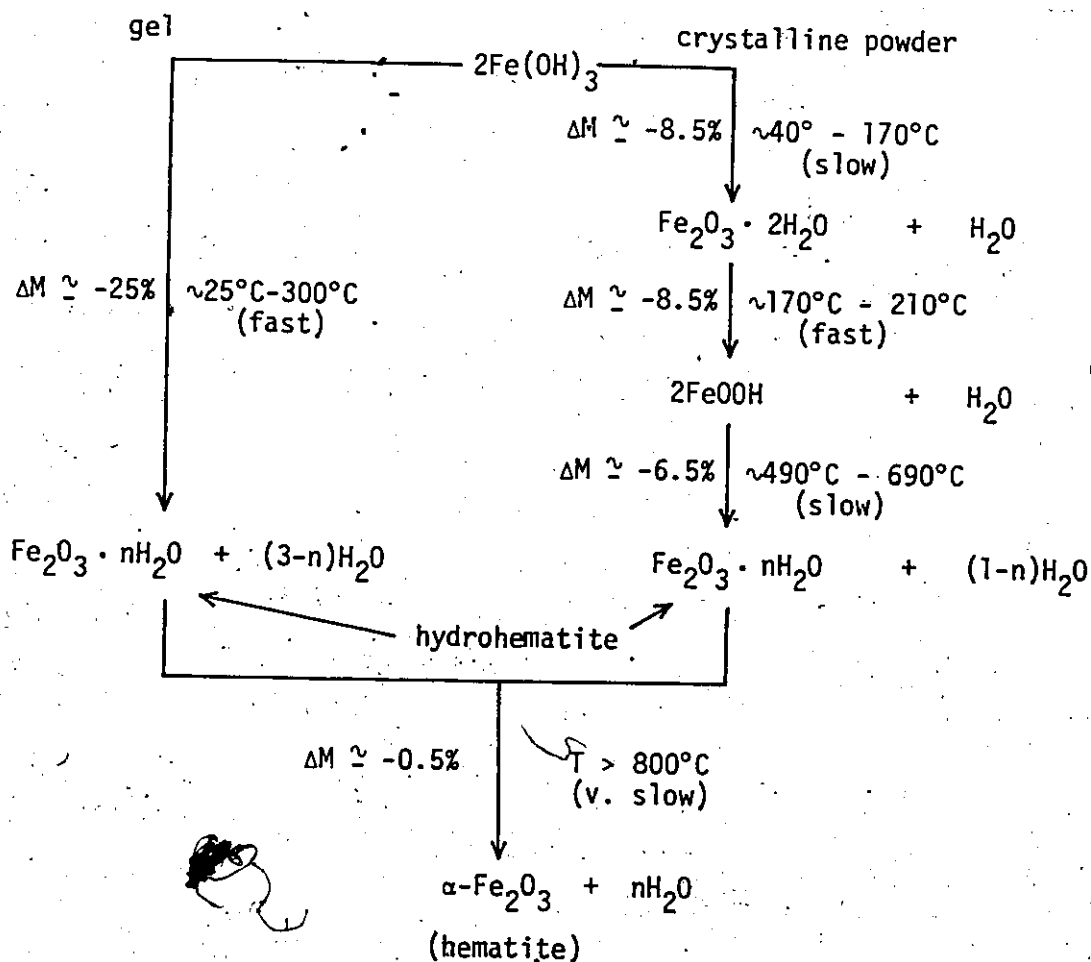 gel
crystalline powder
2Fe(OH)₃
ΔM ≃ -8.5% ~40° - 170°C
(slow)
Fe₂O₃· 2H₂O + H₂O
ΔM ≃ -25% ~25°C-300°C
(fast)
ΔM ≃ -8.5% ~170°C - 210°C
(fast)
2FeOOH + H₂O
ΔM ≃ -6.5% ~490°C - 690°C
(slow)
Fe₂O₃ · nH₂O + (3-n)H₂O
Fe₂O₃ · nH₂O + (1-n)H₂O
hydrohematite
ΔM ≃ -0.5% T > 800°C
(v. slow)
α-Fe₂O₃ + nH₂O
(hematite)